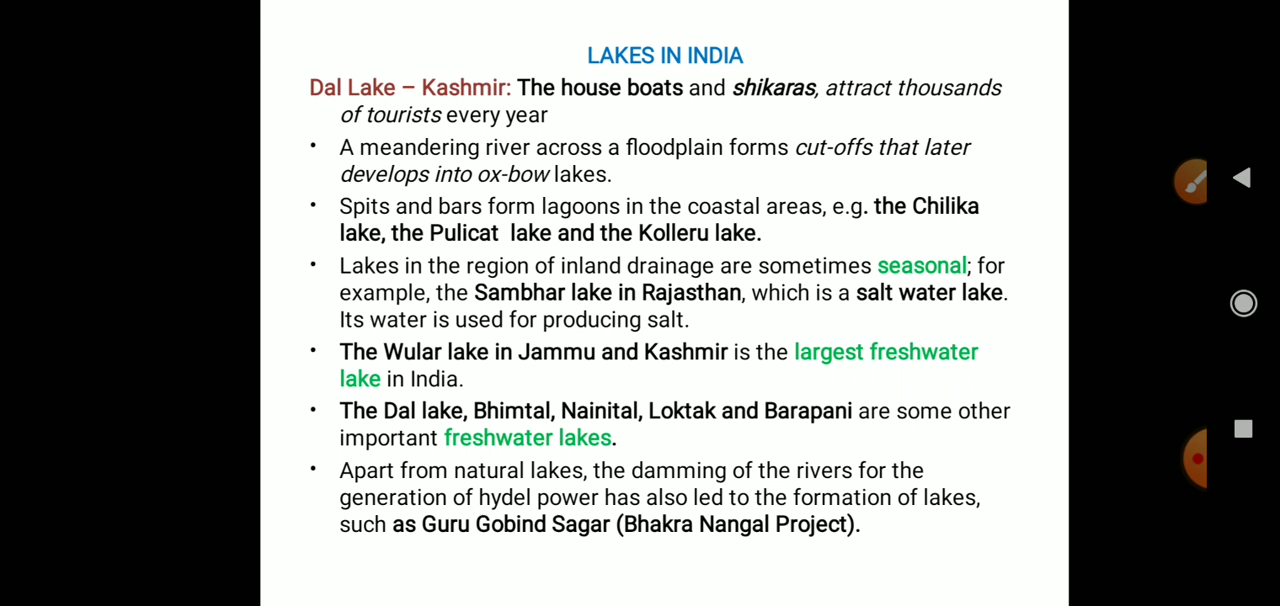 LAKES IN INDIA
Dal Lake – Kashmir: The house boats and shikaras, attract thousands
of tourists every year
• A meandering river across a floodplain forms cut-offs that later
develops into ox-bow lakes.
• Spits and bars form lagoons in the coastal areas, e.g. the Chilika
lake, the Pulicat lake and the Kolleru lake.
• Lakes in the region of inland drainage are sometimes seasonal; for
example, the Sambhar lake in Rajasthan, which is a salt water lake.
Its water is used for producing salt.
• The Wular lake in Jammu and Kashmir is the largest freshwater
lake in India.
• The Dal lake, Bhimtal, Nainital, Loktak and Barapani are some other
important freshwater lakes.
• Apart from natural lakes, the damming of the rivers for the
generation of hydel power has also led to the formation of lakes,
such as Guru Gobind Sagar (Bhakra Nangal Project).